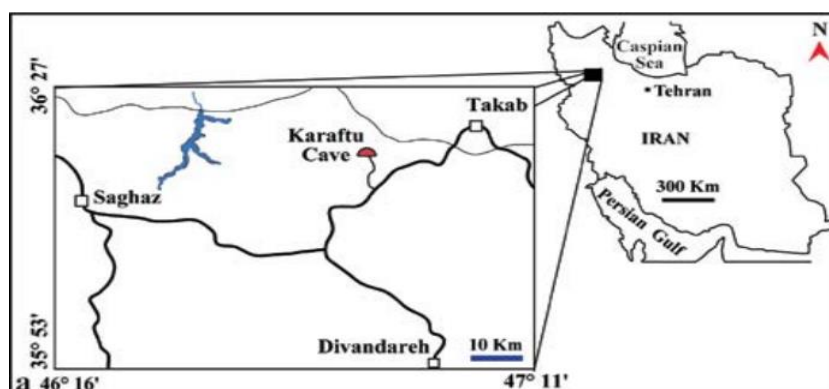 N
Caspian
Sea
Tehran
IRAN
300 Km
Persian Gulf
36° 27'
Takab
Karaftu
Cave
Saghaz
Divandareh
10 Km
35° 53'
a 46° 16'
47° 11'